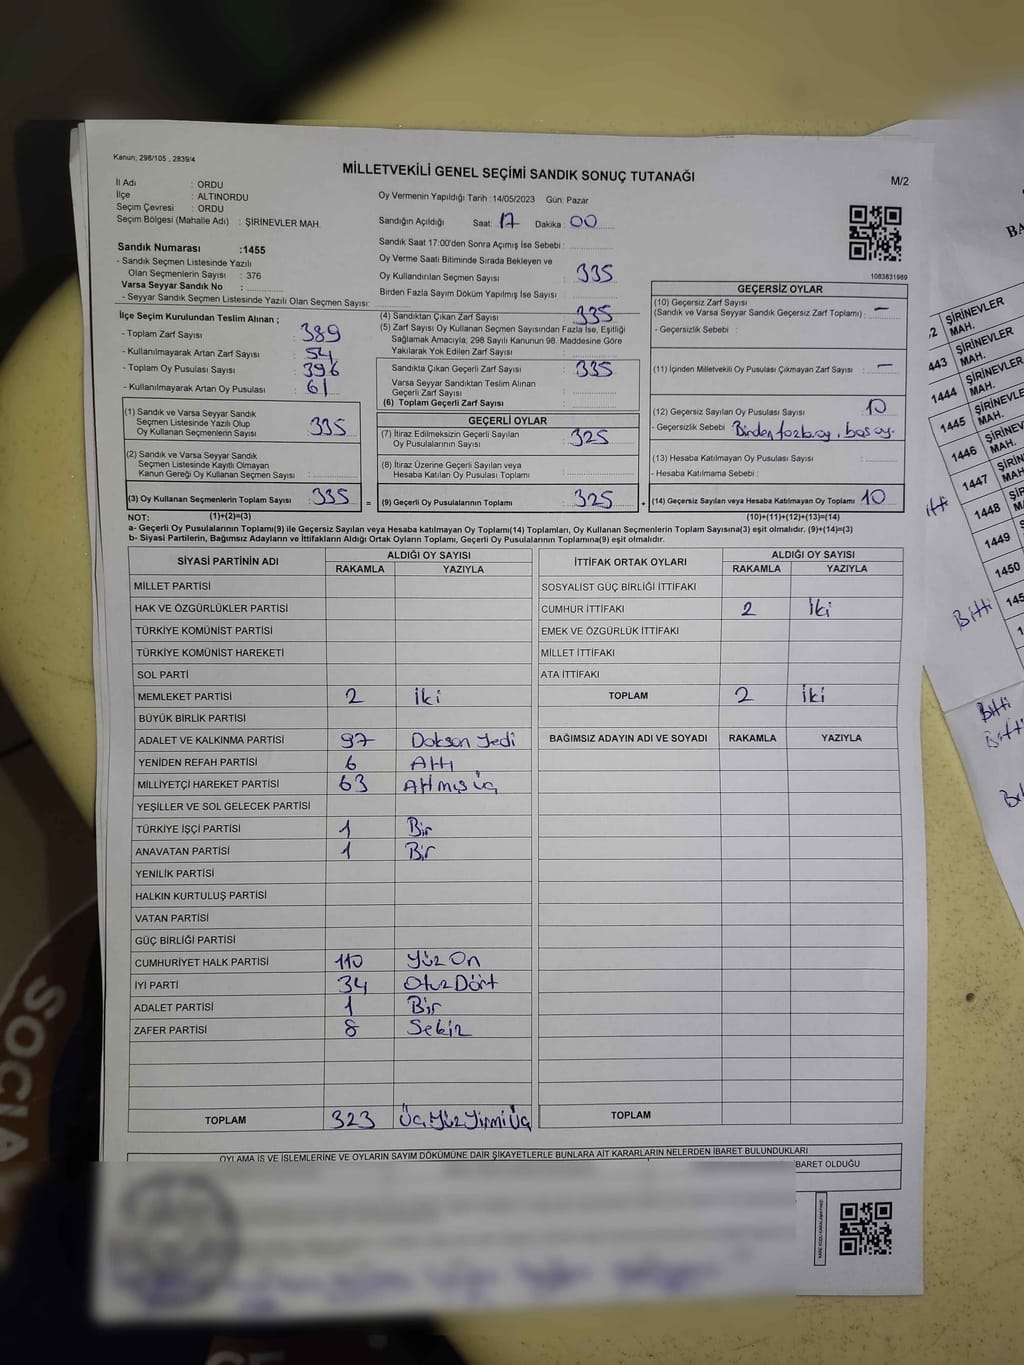 Kanun; 298/105 , 2839/4
MİLLETVEKİLİ GENEL SEÇİMİ SANDIK SONUÇ TUTANAĞI
M/2
İl Adı : ORDU
İlçe : ALTINORDU
Seçim Çevresi : ORDU
Seçim Bölgesi (Mahalle Adı) : ŞİRİNEVLER MAH.
Oy Vermenin Yapıldığı Tarih :14/05/2023 Gün: Pazar
Sandığın Açıldığı Saat: 17 Dakika : 00
Sandık Saat 17:00'den Sonra Açımış İse Sebebi :
Sandık Numarası :1455
- Sandık Seçmen Listesinde Yazılı
Olan Seçmenlerin Sayısı : 376
Varsa Seyyar Sandık No :
- Seyyar Sandık Seçmen Listesinde Yazılı Olan Seçmen Sayısı:
Oy Verme Saati Bitiminde Sırada Bekleyen ve
Oy Kullandırılan Seçmen Sayısı : 335
Birden Fazla Sayım Döküm Yapılmış İse Sayısı :
1083831989
İlçe Seçim Kurulundan Teslim Alınan ;
- Toplam Zarf Sayısı : 389
- Kullanılmayarak Artan Zarf Sayısı : 54
- Toplam Oy Pusulası Sayısı : 396
- Kullanılmayarak Artan Oy Pusulası : 61
(1) Sandık ve Varsa Seyyar Sandık
Seçmen Listesinde Yazılı Olup
Oy Kullanan Seçmenlerin Sayısı : 335
(2) Sandık ve Varsa Seyyar Sandık
Seçmen Listesinde Kayıtlı Olmayan
Kanun Gereği Oy Kullanan Seçmen Sayısı :
(3) Oy Kullanan Seçmenlerin Toplam Sayısı : 335 =
(4) Sandıktan Çıkan Zarf Sayısı : 335
(5) Zarf Sayısı Oy Kullanan Seçmen Sayısından Fazla İse, Eşitliği
Sağlamak Amacıyla; 298 Sayılı Kanunun 98. Maddesine Göre
Yakılarak Yok Edilen Zarf Sayısı :
Sandıkta Çıkan Geçerli Zarf Sayısı : 335
Varsa Seyyar Sandıktan Teslim Alınan
Geçerli Zarf Sayısı :
(6) Toplam Geçerli Zarf Sayısı :
GEÇERLİ OYLAR
(7) İtiraz Edilmeksizin Geçerli Sayılan
Oy Pusulalarının Sayısı : 325
(8) İtiraz Üzerine Geçerli Sayılan veya
Hesaba Katılan Oy Pusulası Toplamı :
(9) Geçerli Oy Pusulalarının Toplamı : 325 +
GEÇERSİZ OYLAR
(10) Geçersiz Zarf Sayısı
(Sandık ve Varsa Seyyar Sandık Geçersiz Zarf Toplamı) : –
- Geçersizlik Sebebi :
(11) İçinden Milletvekili Oy Pusulası Çıkmayan Zarf Sayısı : –
(12) Geçersiz Sayılan Oy Pusulası Sayısı : 10
- Geçersizlik Sebebi : Birden fazla oy, boş oy.
(13) Hesaba Katılmayan Oy Pusulası Sayısı :
- Hesaba Katılmama Sebebi :
(14) Geçersiz Sayılan veya Hesaba Katılmayan Oy Toplamı : 10
NOT: (1)+(2)=(3) (10)+(11)+(12)+(13)=(14)
a- Geçerli Oy Pusulalarının Toplamı(9) ile Geçersiz Sayılan veya Hesaba katılmayan Oy Toplamı(14) Toplamları, Oy Kullanan Seçmenlerin Toplam Sayısına(3) eşit olmalıdır. (9)+(14)=(3)
b- Siyasi Partilerin, Bağımsız Adayların ve İttifakların Aldığı Ortak Oyların Toplamı, Geçerli Oy Pusulalarının Toplamına(9) eşit olmalıdır.
SİYASİ PARTİNİN ADI ALDIĞI OY SAYISI
RAKAMLA YAZIYLA
MİLLET PARTİSİ
HAK VE ÖZGÜRLÜKLER PARTİSİ
TÜRKİYE KOMÜNİST PARTİSİ
TÜRKİYE KOMÜNİST HAREKETİ
SOL PARTİ
MEMLEKET PARTİSİ 2 İki
BÜYÜK BİRLİK PARTİSİ
ADALET VE KALKINMA PARTİSİ 97 Doksan Yedi
YENİDEN REFAH PARTİSİ 6 Altı
MİLLİYETÇİ HAREKET PARTİSİ 63 Atmış üç
YEŞİLLER VE SOL GELECEK PARTİSİ
TÜRKİYE İŞÇİ PARTİSİ 1 Bir
ANAVATAN PARTİSİ 1 Bir
YENİLİK PARTİSİ
HALKIN KURTULUŞ PARTİSİ
VATAN PARTİSİ
GÜÇ BİRLİĞİ PARTİSİ
CUMHURİYET HALK PARTİSİ 110 Yüz On
İYİ PARTİ 34 Otuz Dört
ADALET PARTİSİ 1 Bir
ZAFER PARTİSİ 8 Sekiz
TOPLAM 323 Üç Yüz Yirmi Üç
İTTİFAK ORTAK OYLARI ALDIĞI OY SAYISI
RAKAMLA YAZIYLA
SOSYALİST GÜÇ BİRLİĞİ İTTİFAKI
CUMHUR İTTİFAKI 2 İki
EMEK VE ÖZGÜRLÜK İTTİFAKI
MİLLET İTTİFAKI
ATA İTTİFAKI
TOPLAM 2 İki
BAĞIMSIZ ADAYIN ADI VE SOYADI RAKAMLA YAZIYLA
TOPLAM
OYLAMA İŞ VE İŞLEMLERİNE VE OYLARIN SAYIM DÖKÜMÜNE DAİR ŞİKAYETLERLE BUNLARA AİT KARARLARIN NELERDEN İBARET BULUNDUKLARI
İBARET OLDUĞU
BA
ŞİRİNEVLER
MAH.
443 ŞİRİNEVLER
MAH.
1444 ŞİRİNEVLER
MAH.
1445 ŞİRİNEVLE
MAH.
1446 ŞİRİNEV
MAH.
1447 ŞİRİN
MAH.
1448 ŞİR
1449
1450
145
Bitti
Bitti
Bitti
SOCIA